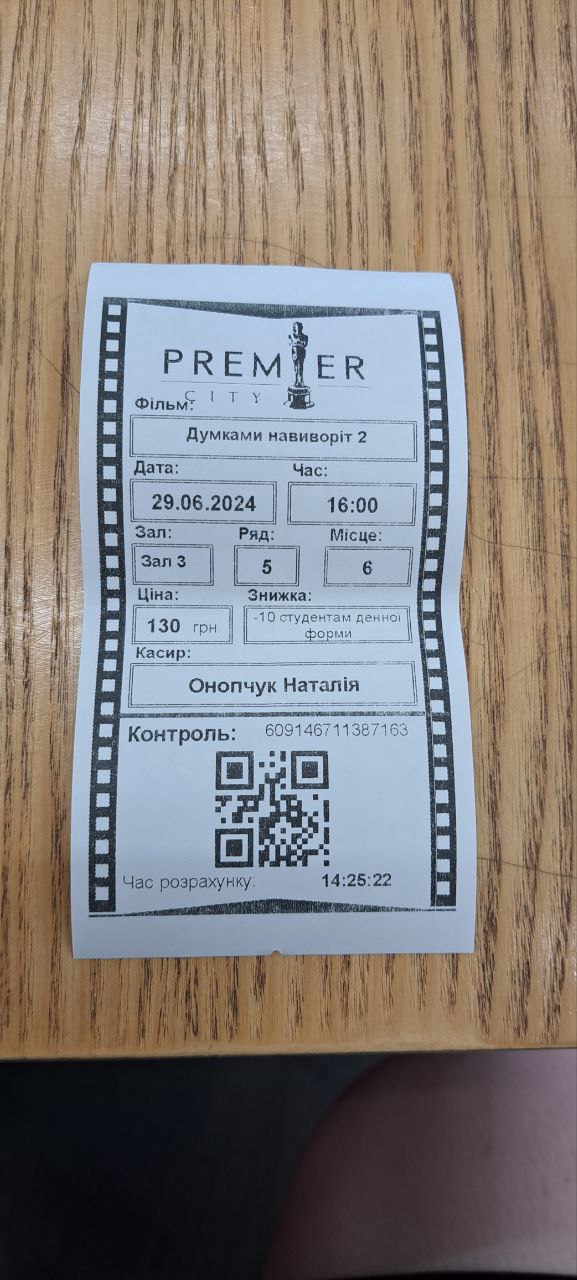 PREMIER
CITY
Фільм:
Думками навиворіт 2
Дата: Час:
29.06.2024 16:00
Зал: Ряд: Місце:
Зал 3 5 6
Ціна: Знижка:
130 грн. -10 студентам денної
форми
Касир:
Онопчук Наталія
Контроль: 609146711387163
Час розрахунку: 14:25:22